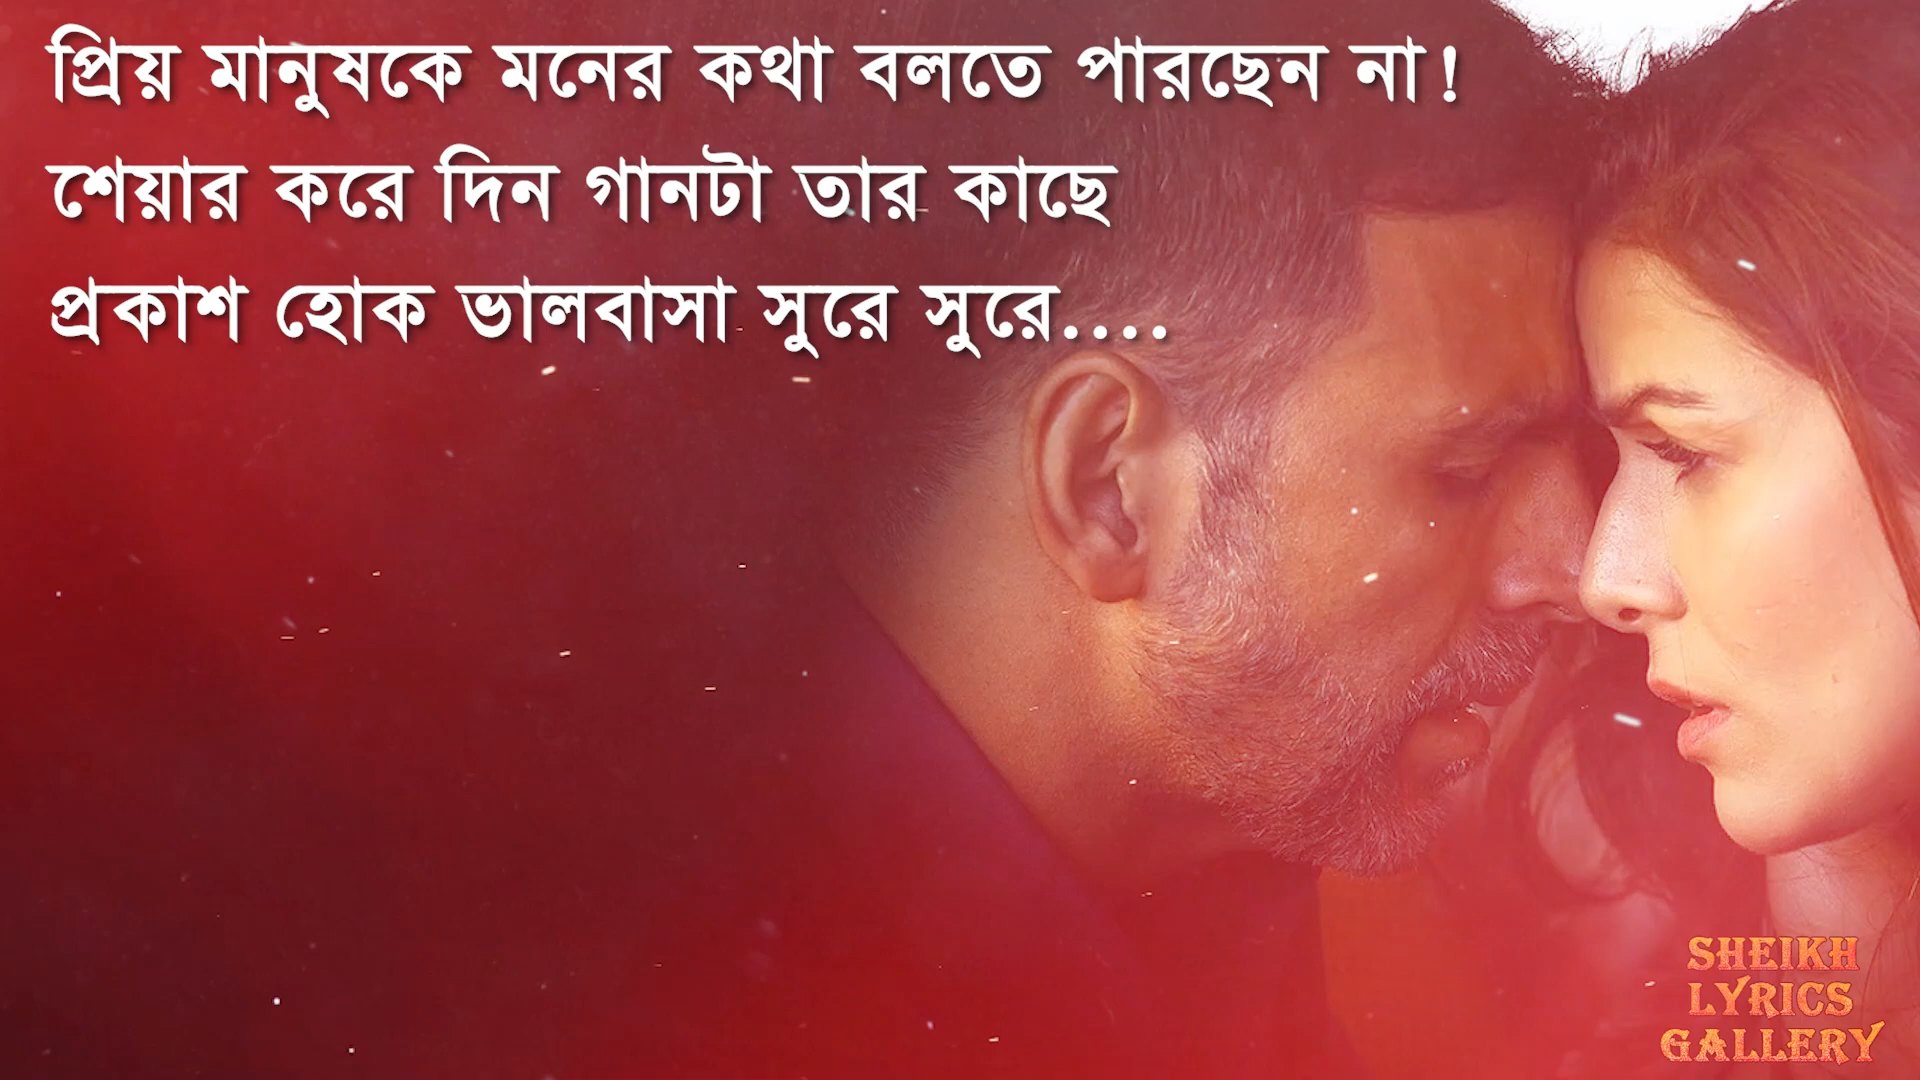 প্রিয় মানুষকে মনের কথা বলতে পারছেন না!
শেয়ার করে দিন গানটা তার কাছে
প্রকাশ হোক ভালবাসা সুরে সুরে....
SHEIKH
LYRICS
GALLERY